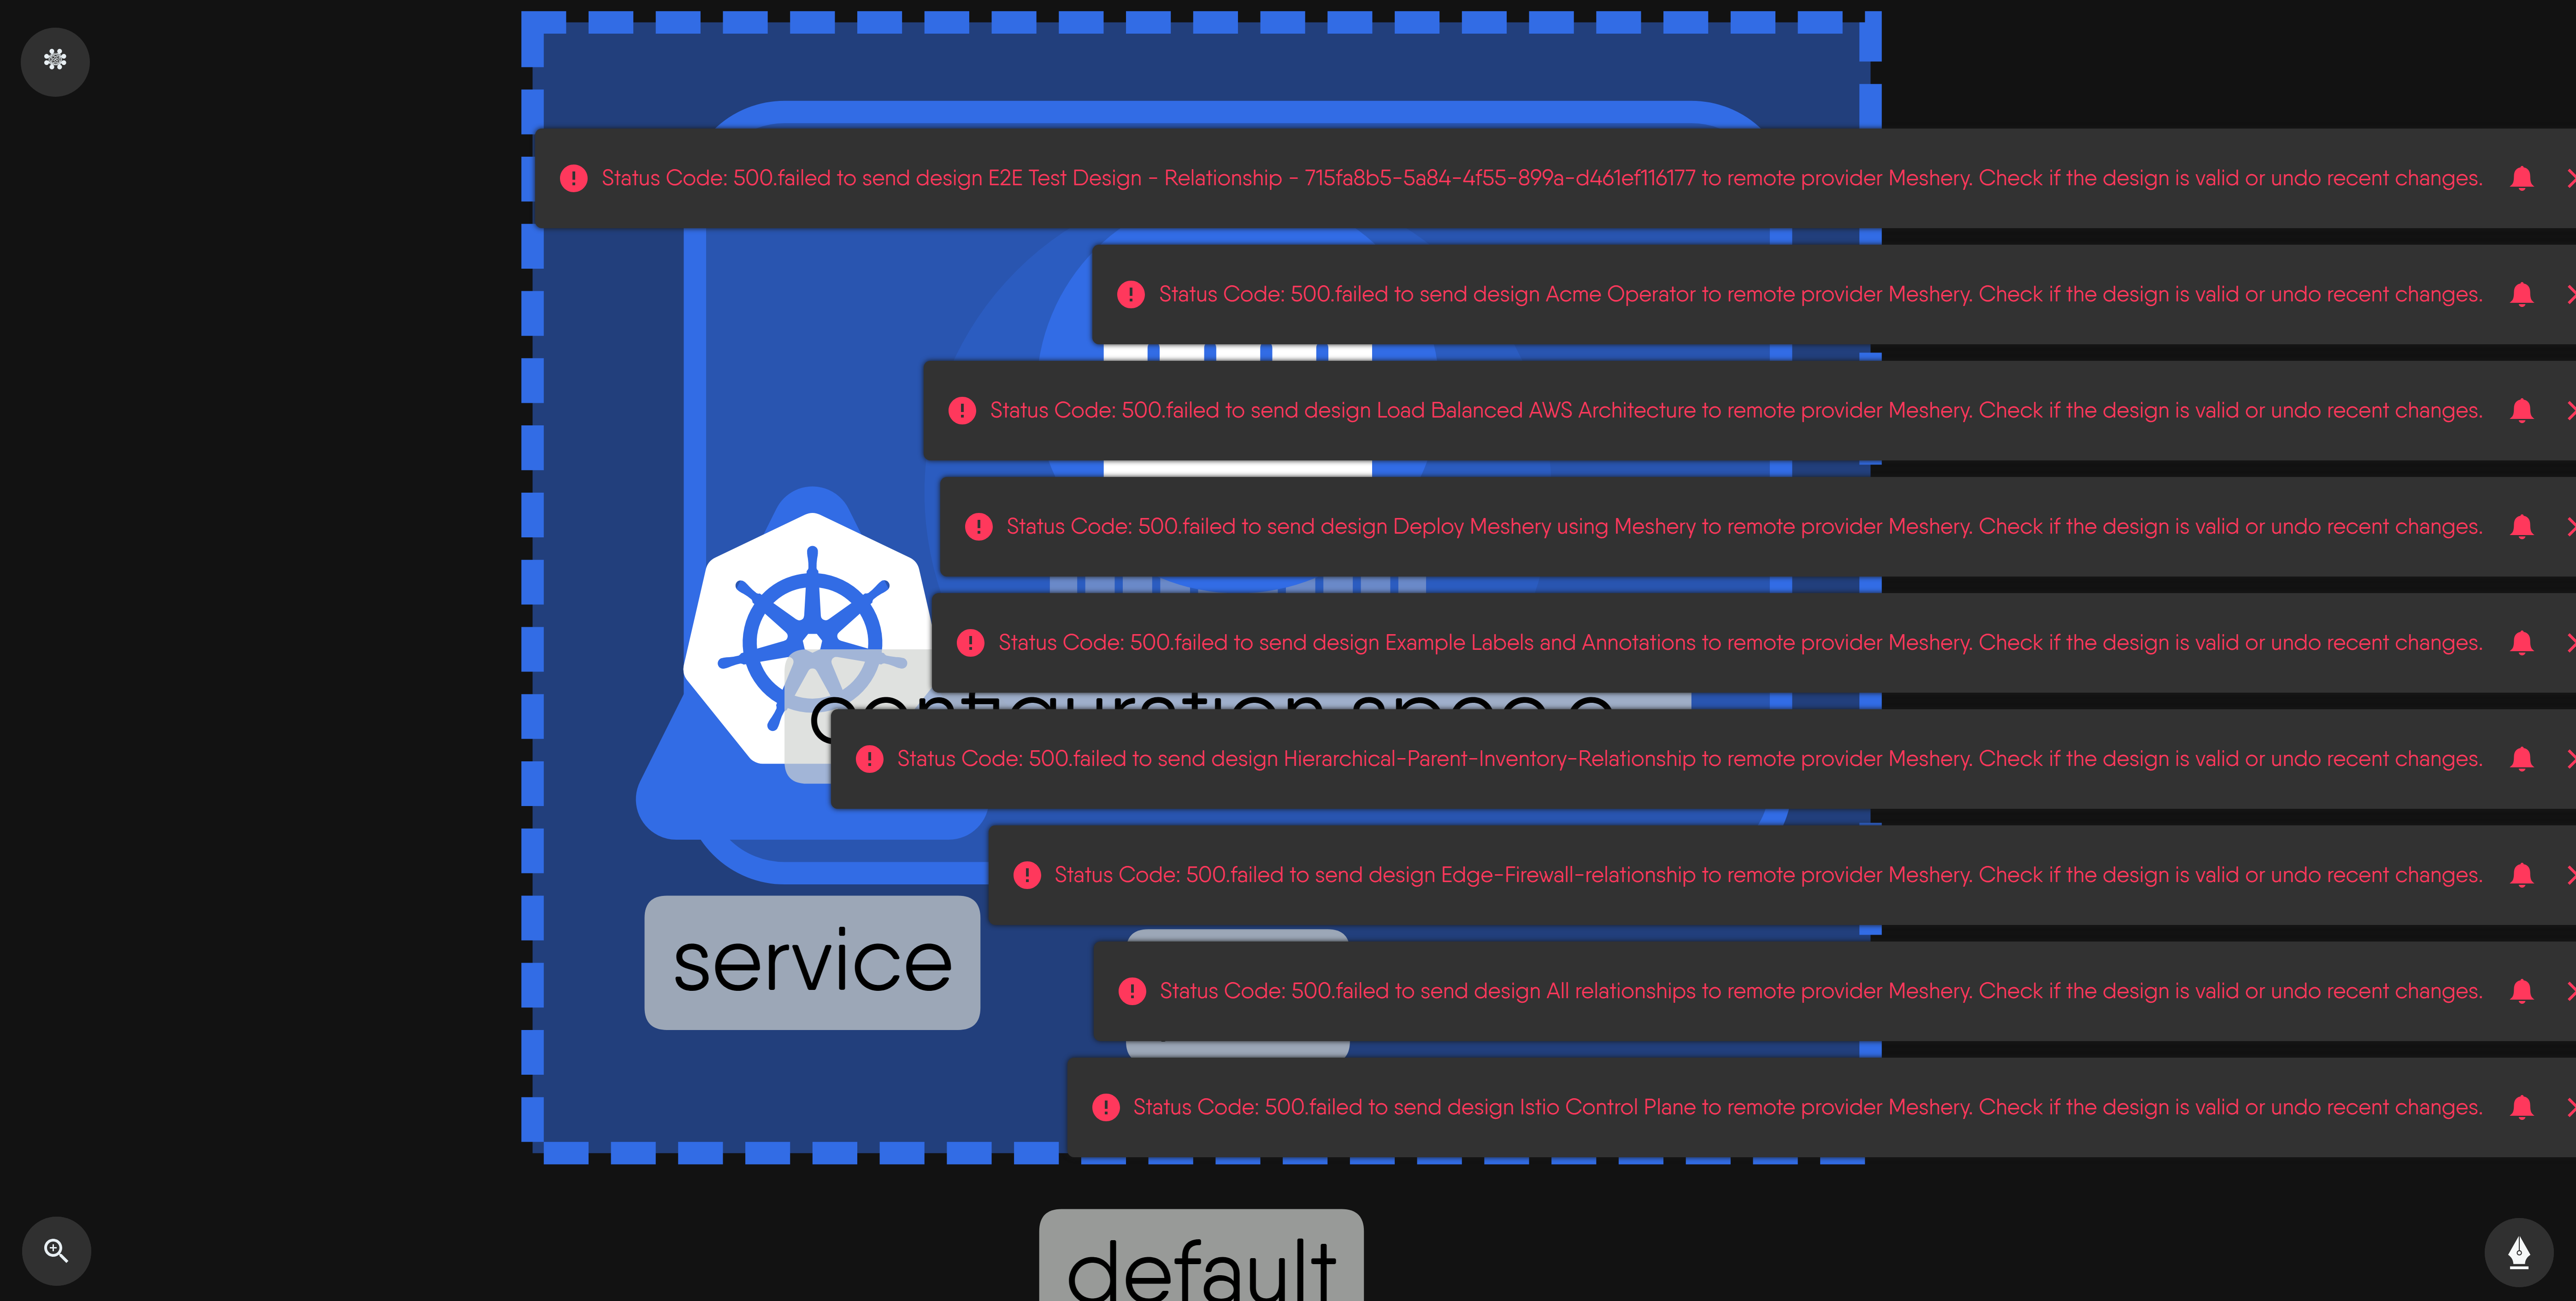 Status Code: 500.failed to send design E2E Test Design - Relationship - 715fa8b5-5a84-4f55-899a-d461ef116177 to remote provider Meshery. Check if the design is valid or undo recent changes.
Status Code: 500.failed to send design Acme Operator to remote provider Meshery. Check if the design is valid or undo recent changes.
Status Code: 500.failed to send design Load Balanced AWS Architecture to remote provider Meshery. Check if the design is valid or undo recent changes.
Status Code: 500.failed to send design Deploy Meshery using Meshery to remote provider Meshery. Check if the design is valid or undo recent changes.
Status Code: 500.failed to send design Example Labels and Annotations to remote provider Meshery. Check if the design is valid or undo recent changes.
Status Code: 500.failed to send design Hierarchical-Parent-Inventory-Relationship to remote provider Meshery. Check if the design is valid or undo recent changes.
Status Code: 500.failed to send design Edge-Firewall-relationship to remote provider Meshery. Check if the design is valid or undo recent changes.
service
Status Code: 500.failed to send design All relationships to remote provider Meshery. Check if the design is valid or undo recent changes.
Status Code: 500.failed to send design Istio Control Plane to remote provider Meshery. Check if the design is valid or undo recent changes.
default